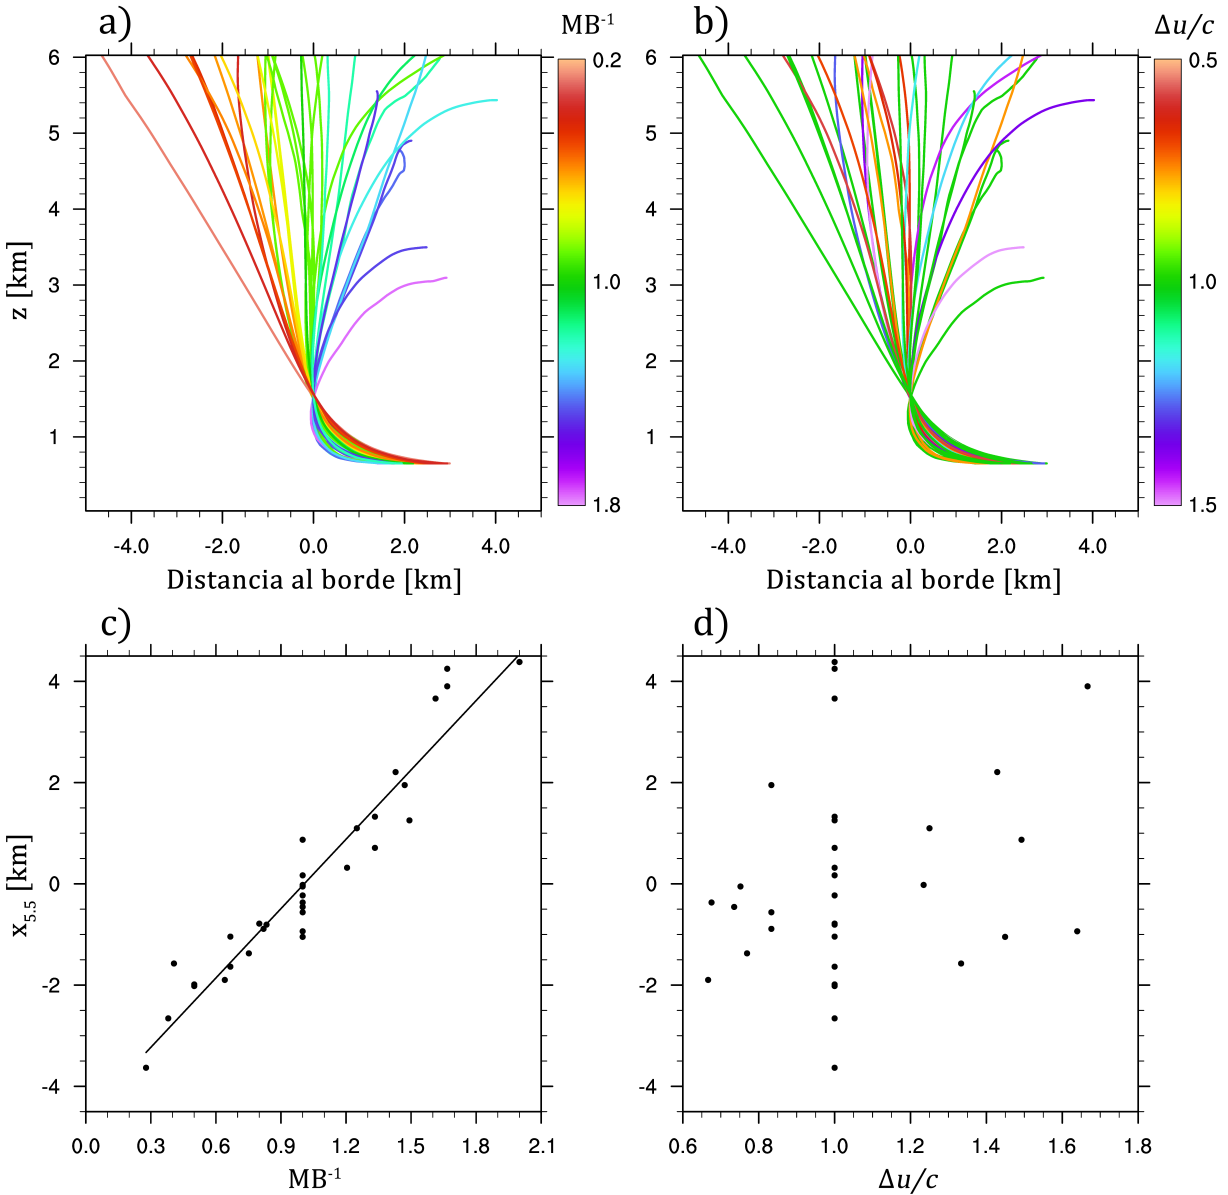 a)
MB-1
b)
Δu/c
6
5
4
3
2
1
z [km]
-4.0 -2.0 0.0 2.0 4.0
Distancia al borde [km]
0.2
1.0
1.8
6
5
4
3
2
1
-4.0 -2.0 0.0 2.0 4.0
Distancia al borde [km]
0.5
1.0
1.5
c)
d)
4
2
0
-2
-4
x5.5 [km]
0.0 0.3 0.6 0.9 1.2 1.5 1.8 2.1
MB-1
4
2
0
-2
-4
0.6 0.8 1.0 1.2 1.4 1.6 1.8
Δu/c